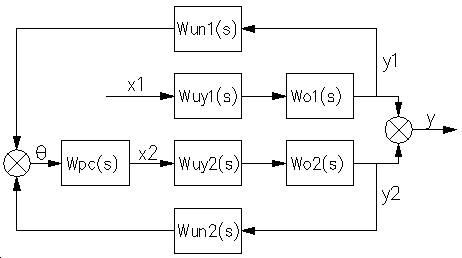 Wun1(s)
y1
x1
Wuy1(s)
Wo1(s)
y
θ
Wpc(s)
x2
Wuy2(s)
Wo2(s)
y2
Wun2(s)